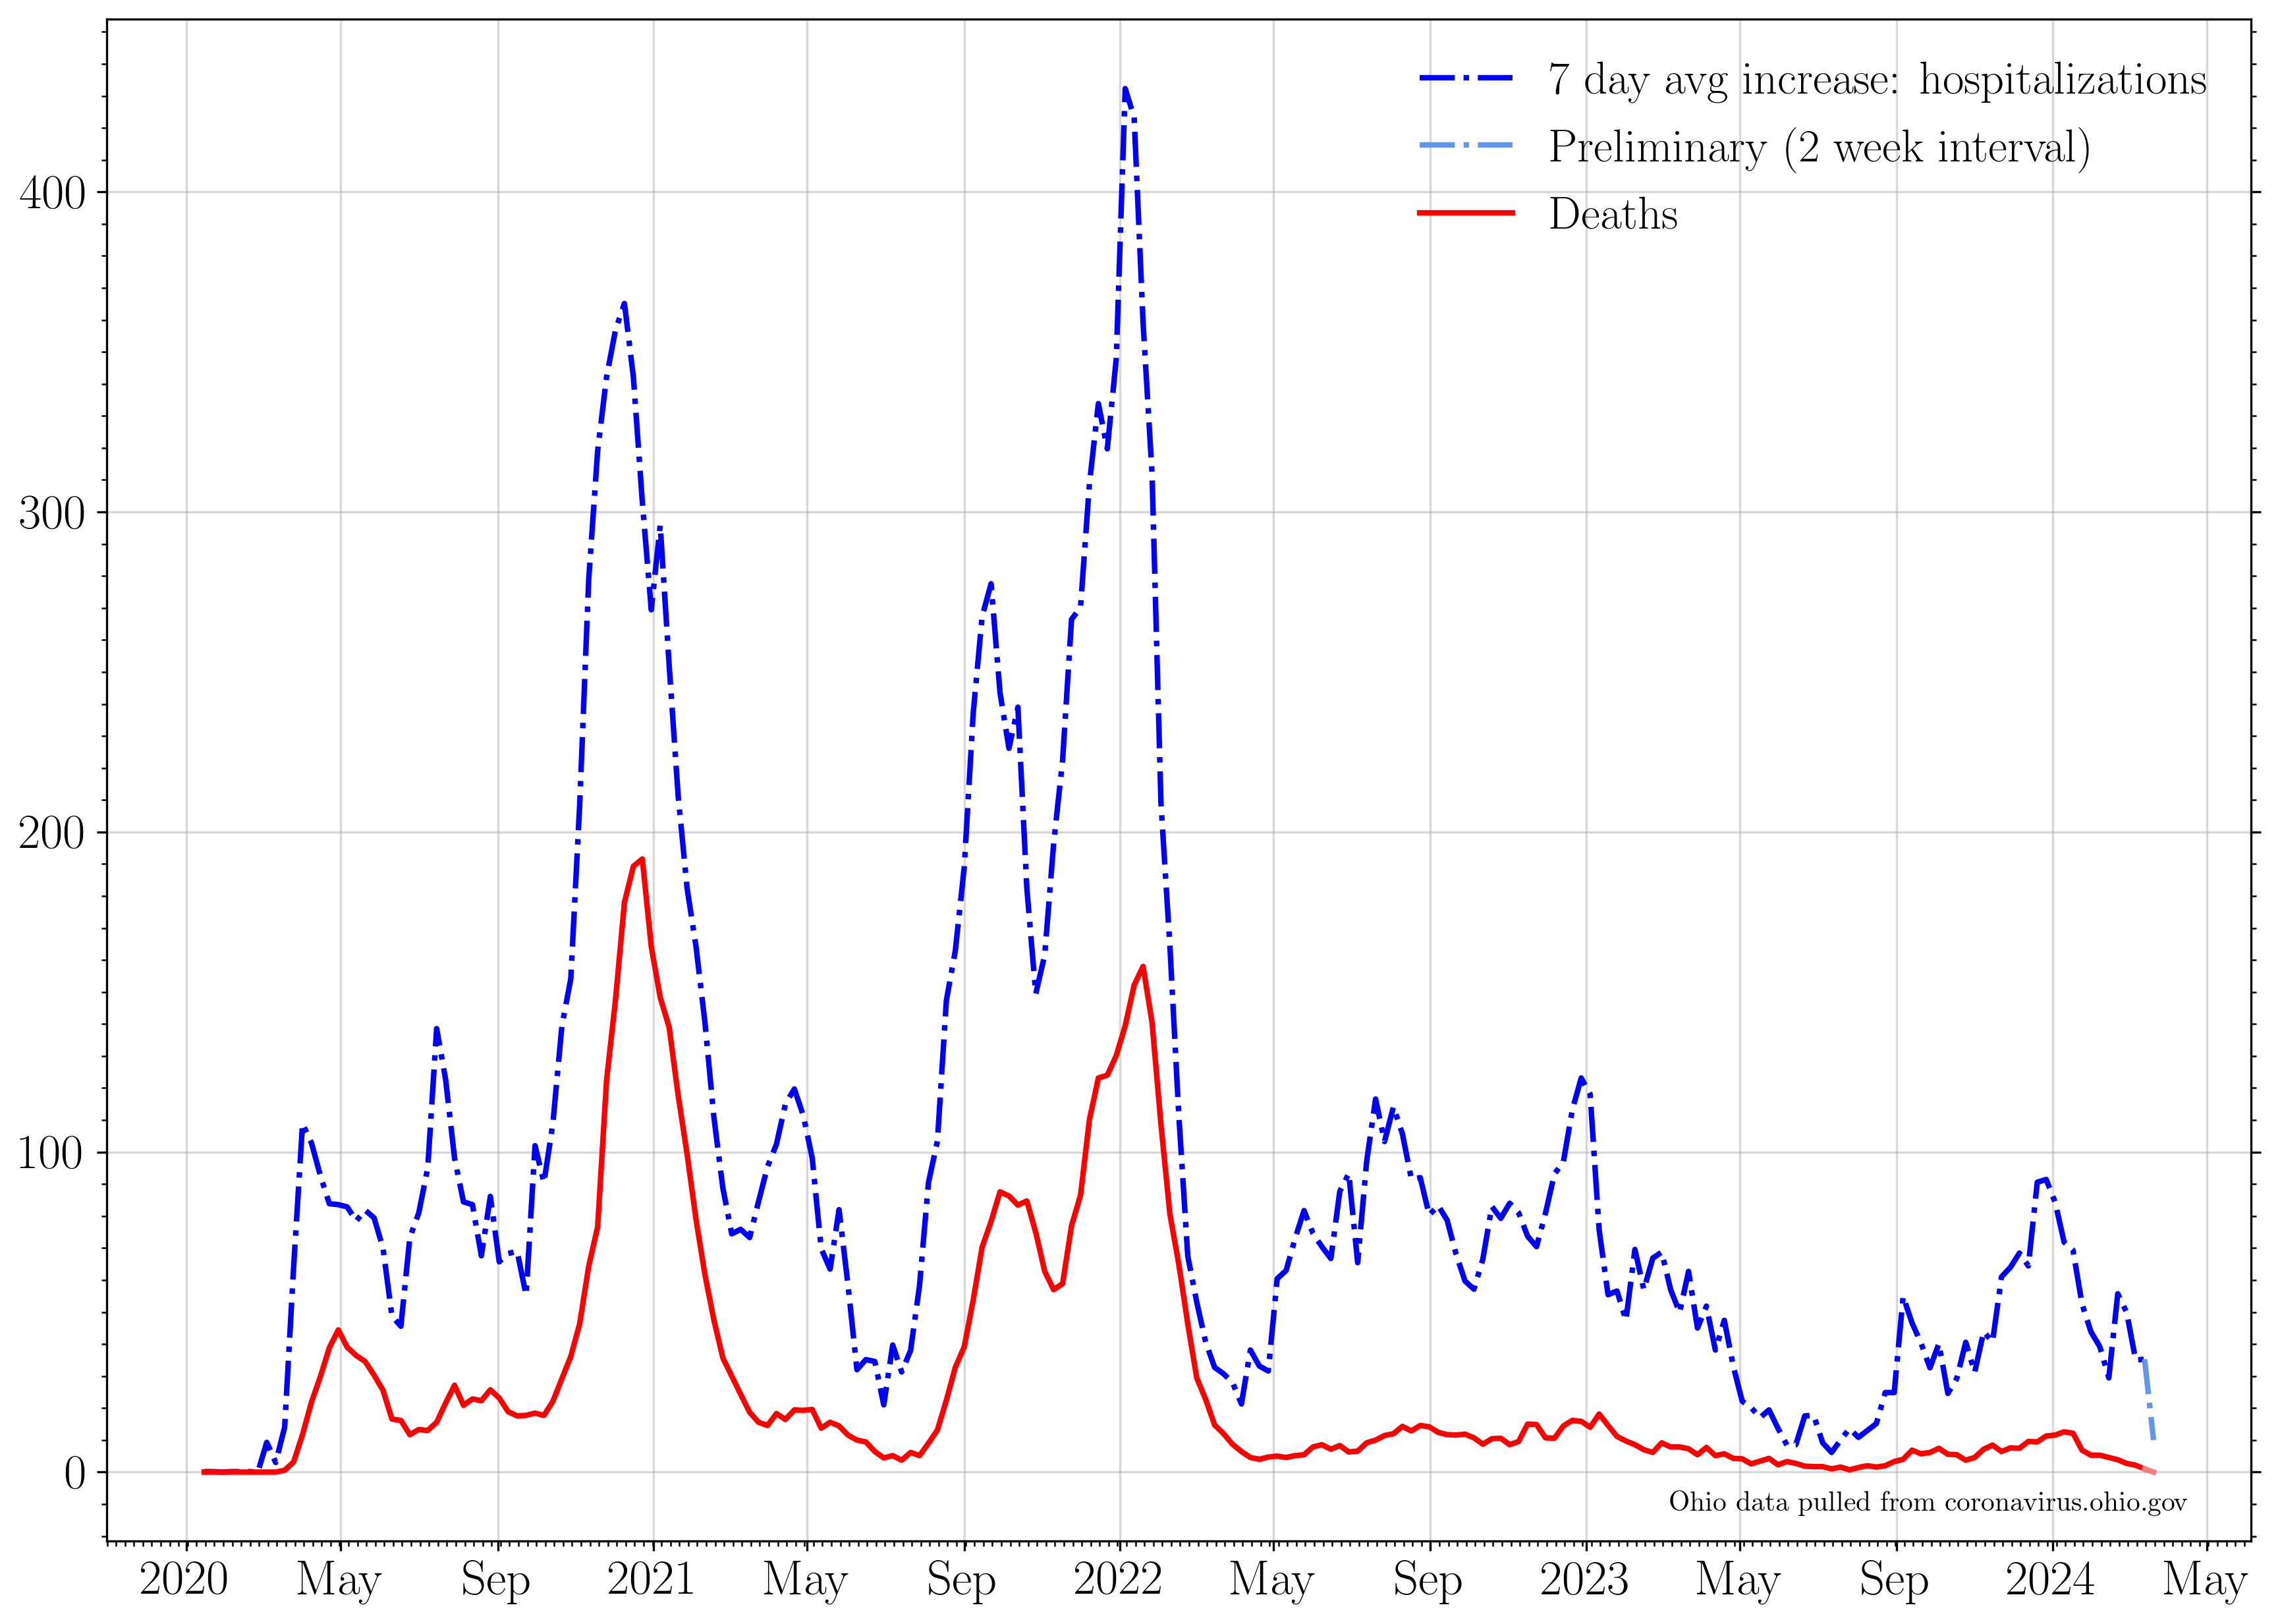 7 day avg increase: hospitalizations
Preliminary (2 week interval)
Deaths
400
300
200
100
0
Ohio data pulled from coronavirus.ohio.gov
2020 May Sep 2021 May Sep 2022 May Sep 2023 May Sep 2024 May